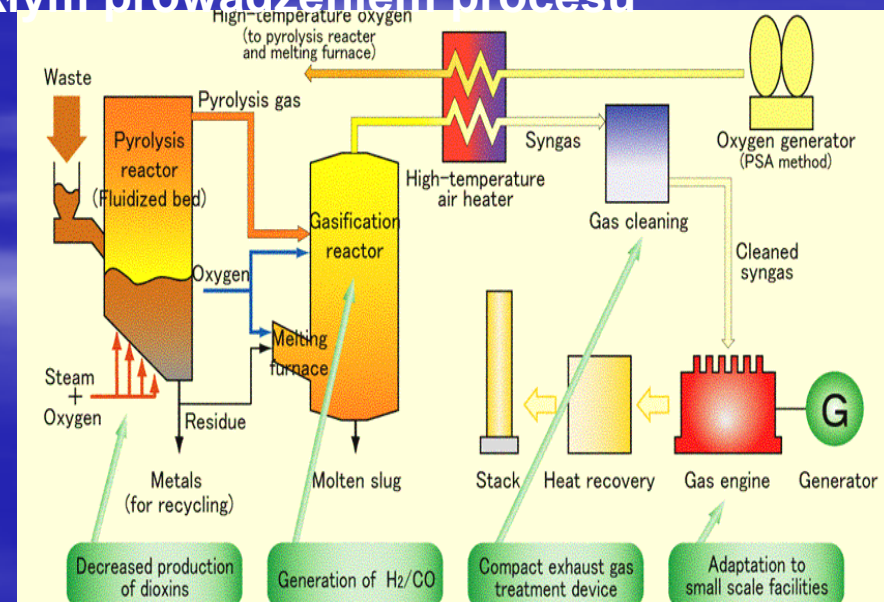 prowadzeniem procesu
High-temperature oxygen
(to pyrolysis reacter
and melting furnace)
Waste
Pyrolysis gas
Pyrolysis
reactor
(Fluidized bed)
Syngas
Oxygen generator
(PSA method)
High-temperature
air heater
Gasification
reactor
Gas cleaning
Oxygen
Cleaned
syngas
Melting
furnace
Steam
+
Oxygen
Residue
G
Metals
(for recycling)
Molten slug
Stack
Heat recovery
Gas engine
Generator
Decreased production
of dioxins
Generation of H2/CO
Compact exhaust gas
treatment device
Adaptation to
small scale facilities